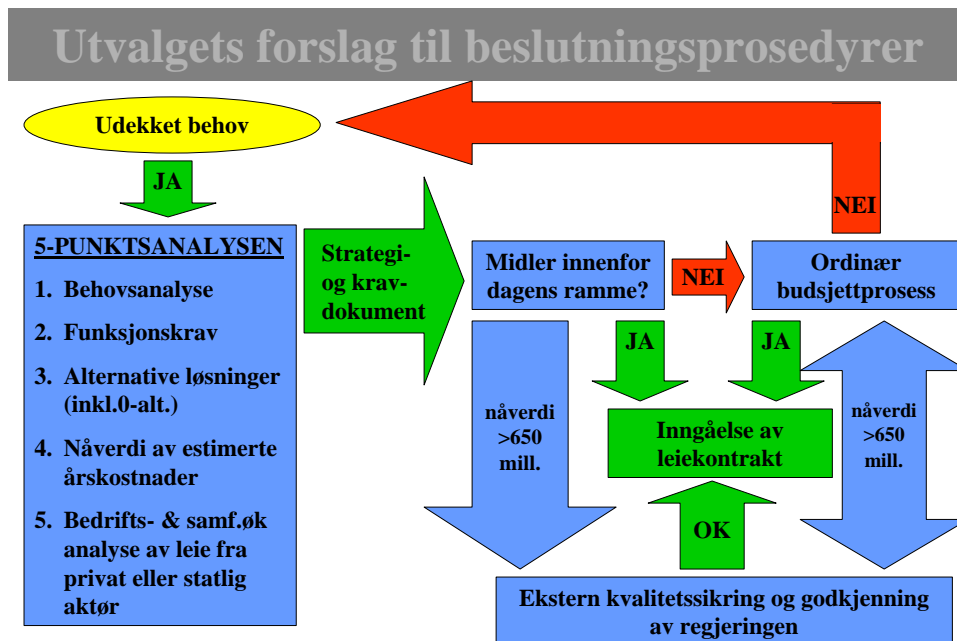 Utvalgets forslag til beslutningsprosedyrer
Udekket behov
JA
5-PUNKTSANALYSEN
1. Behovsanalyse
2. Funksjonskrav
3. Alternative løsninger
(inkl.0-alt.)
4. Nåverdi av estimerte
årskostnader
5. Bedrifts- & samf.øk
analyse av leie fra
privat eller statlig
aktør
Strategi-
og krav-
dokument
Midler innenfor
dagens ramme?
NEI
Ordinær
budsjettprosess
NEI
JA
JA
nåverdi
>650
mill.
Inngåelse av
leiekontrakt
nåverdi
>650
mill.
OK
Ekstern kvalitetssikring og godkjenning
av regjeringen